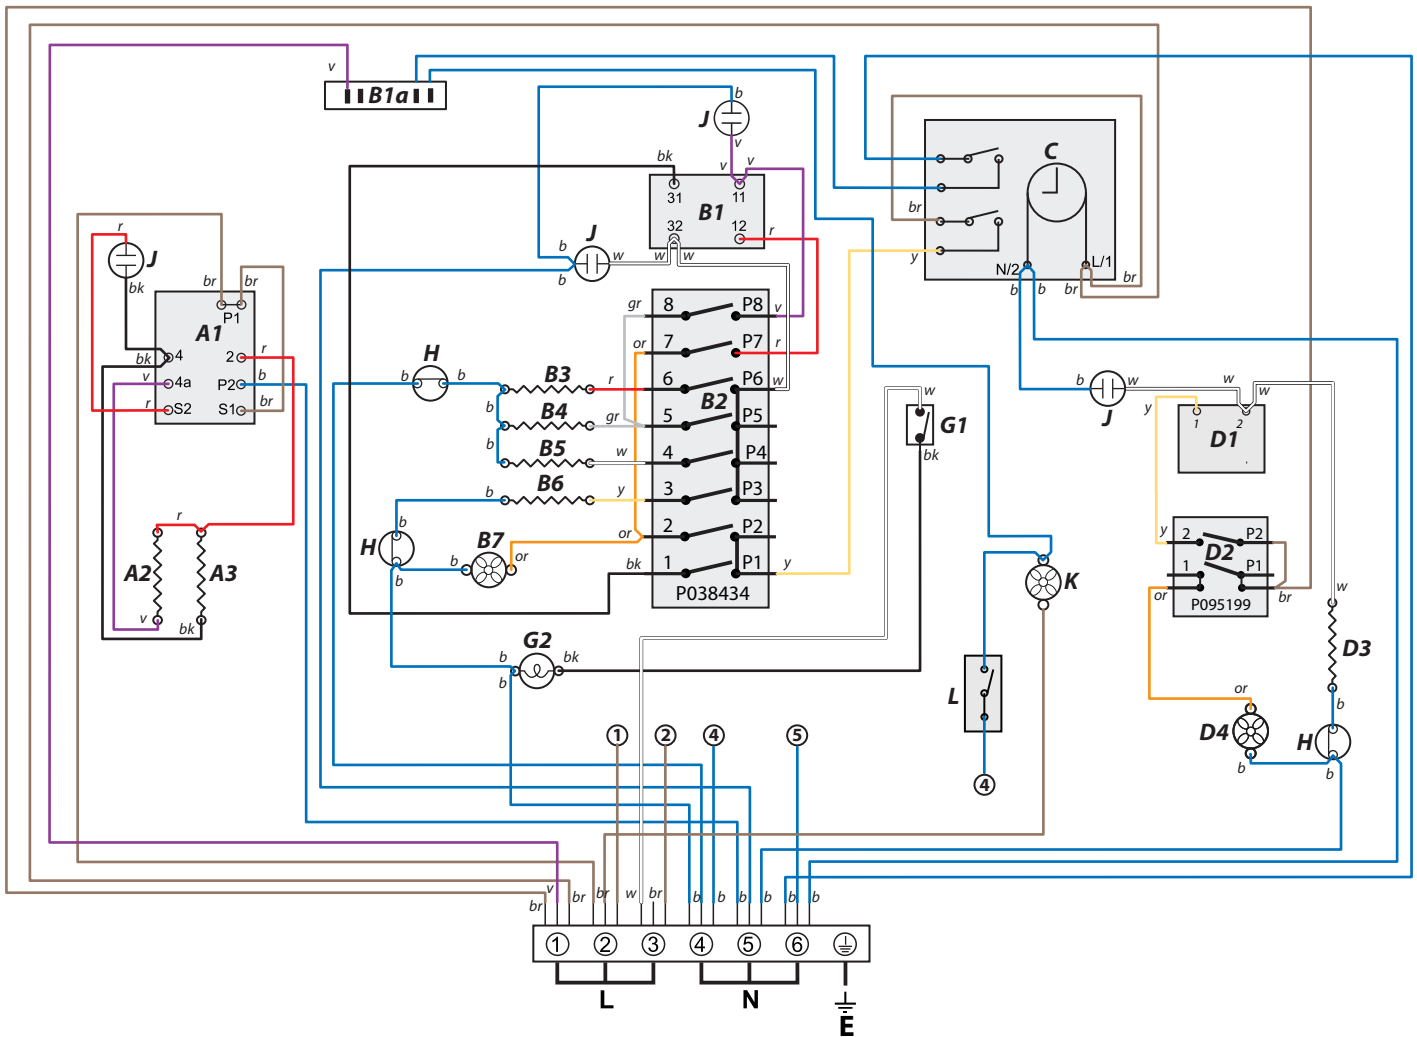 v
B1a
b
J
v
bk
v
v
31
11
B1
32
12
r
b
J
w
w
w
b
C
br
y
N/2
L/1
b
b
br
br
r
J
bk
br
br
P1
A1
bk
4
2
r
v
4a
P2
b
r
S2
S1
br
gr
8
P8
v
or
7
P7
r
H
b
b
B3
r
6
P6
w
b
B4
gr
5
B2
P5
b
B5
w
4
P4
B6
b
y
3
P3
b
or
2
P2
H
B7
b
or
b
bk
1
P1
y
P038434
w
G1
bk
b
J
w
w
w
y
1
2
D1
y
2
D2
P2
1
P1
or
br
P095199
w
r
A2
A3
v
bk
K
G2
b
bk
b
L
D3
or
b
D4
H
b
b
1
2
4
5
4
br
v
br
br
w
br
b
b
b
b
b
b
1
2
3
4
5
6
L
N
E